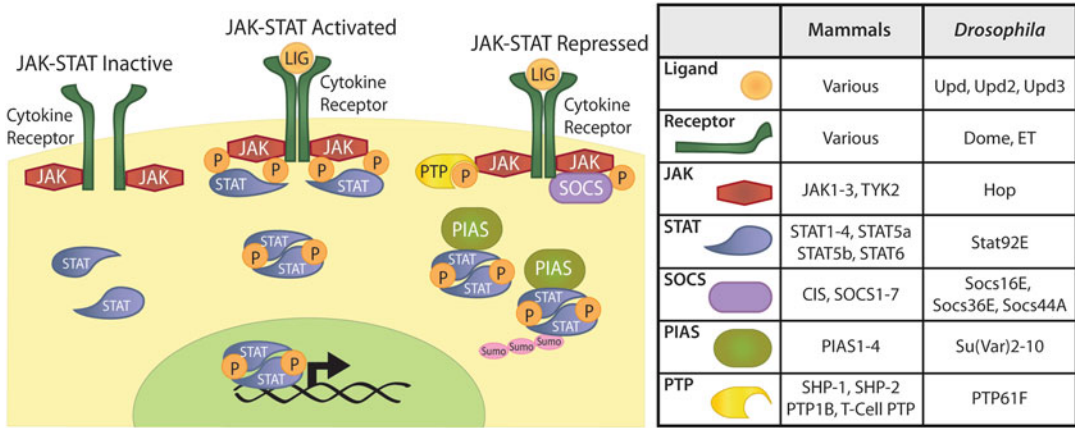 JAK-STAT Inactive
Cytokine
Receptor
JAK
JAK
STAT
STAT
JAK-STAT Activated
LIG
Cytokine
Receptor
P
JAK
JAK
P
P
P
STAT
STAT
STAT
P
P
STAT
STAT
P
P
STAT
JAK-STAT Repressed
LIG
Cytokine
Receptor
PTP
P
JAK
JAK
P
SOCS
PIAS
STAT
P
P
STAT
PIAS
STAT
P
P
STAT
Sumo Sumo Sumo
Mammals Drosophila
Ligand Various Upd, Upd2, Upd3
Receptor Various Dome, ET
JAK JAK1-3, TYK2 Hop
STAT STAT1-4, STAT5a
STAT5b, STAT6 Stat92E
SOCS CIS, SOCS1-7 Socs16E,
Socs36E, Socs44A
PIAS PIAS1-4 Su(Var)2-10
PTP SHP-1, SHP-2
PTP1B, T-Cell PTP PTP61F